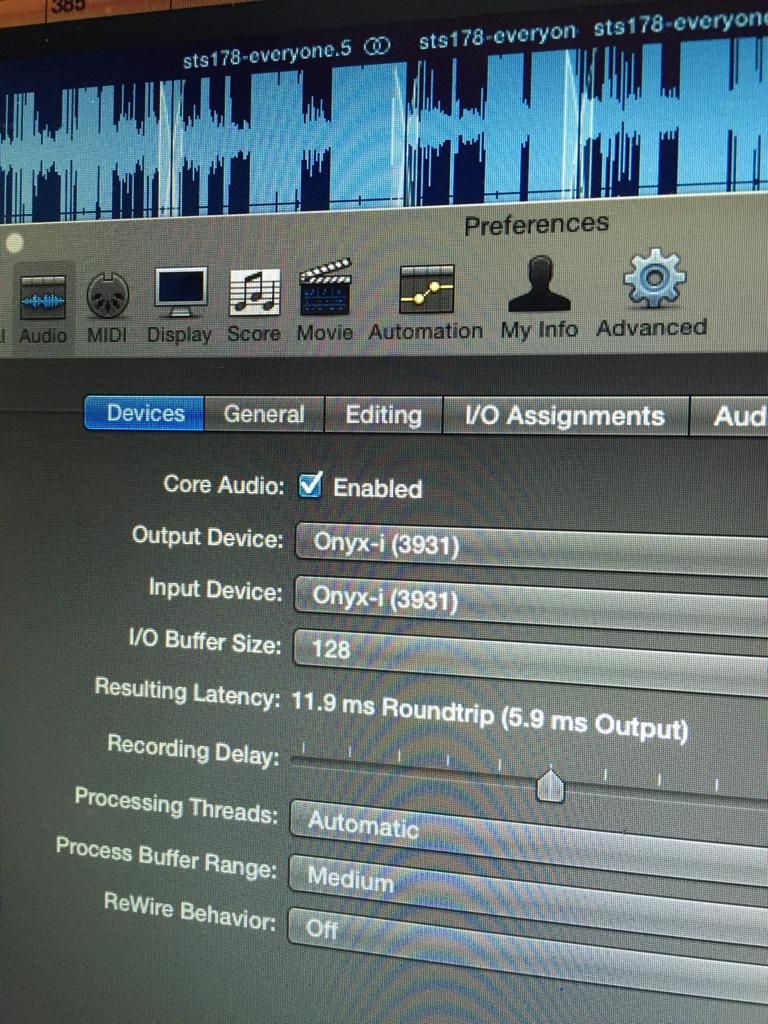 385
sts178-everyone.5 sts178-everyon sts178-everyone
Preferences
Audio MIDI Display Score Movie Automation My Info Advanced
Devices General Editing I/O Assignments Aud
Core Audio: Enabled
Output Device: Onyx-i (3931)
Input Device: Onyx-i (3931)
I/O Buffer Size: 128
Resulting Latency: 11.9 ms Roundtrip (5.9 ms Output)
Recording Delay:
Processing Threads: Automatic
Process Buffer Range: Medium
ReWire Behavior: Off